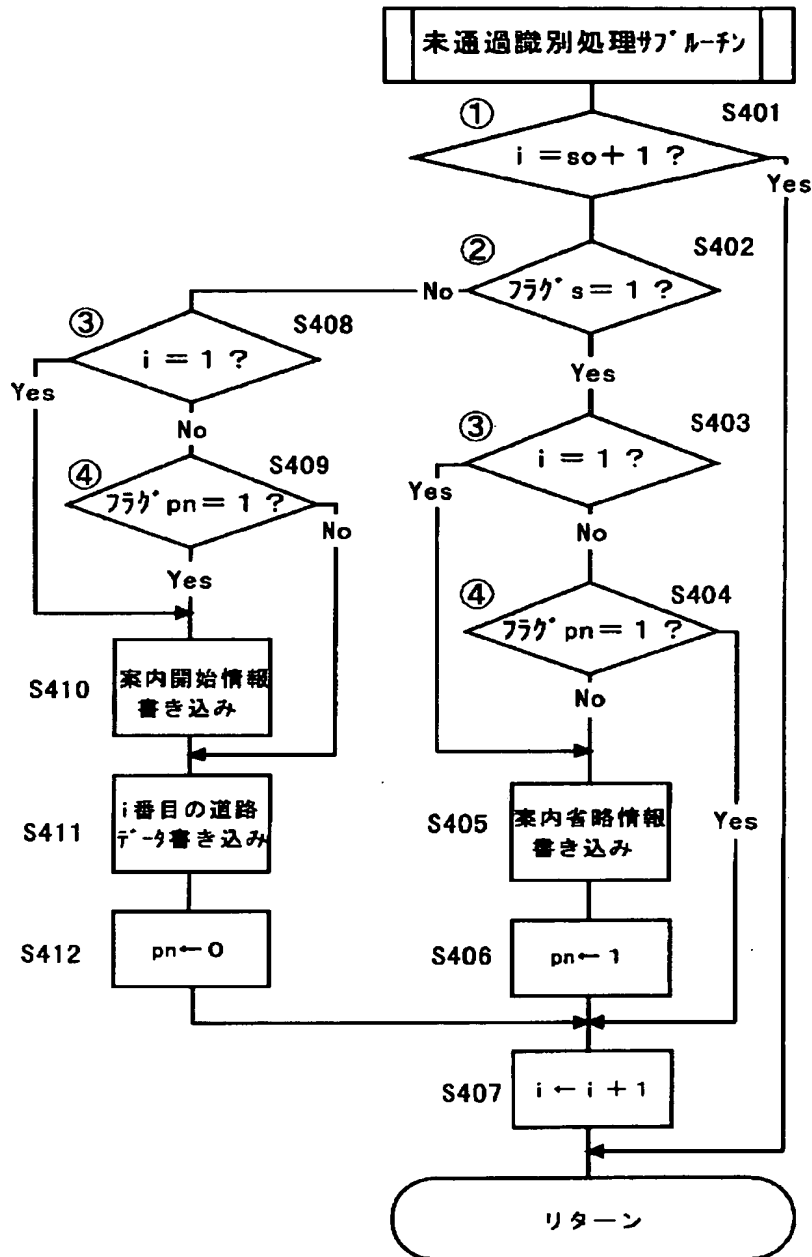 未通過識別処理サブルーチン
① S401
i=so+1?
Yes
② S402
フラグs=1?
No
③ S408
i=1?
Yes
Yes
No
③ S403
i=1?
④ S409
フラグpn=1?
Yes
No
No
Yes
④ S404
フラグpn=1?
No
S410
案内開始情報
書き込み
S411
i番目の道路
データ書き込み
S405
案内省略情報
書き込み
Yes
S412
pn←0
S406
pn←1
S407
i←i+1
リターン